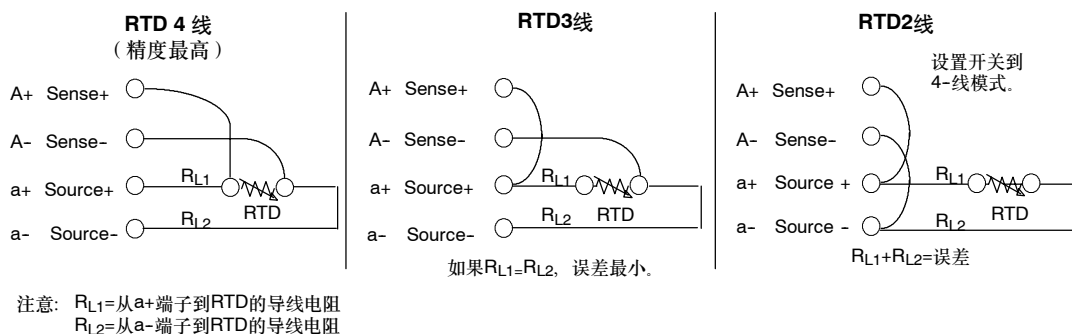 RTD 4 线
（精度最高）
A+ Sense+
A- Sense-
a+ Source+
a- Source-
RL1
RTD
RL2
RTD3线
A+ Sense+
A- Sense-
a+ Source+
a- Source-
RL1
RTD
RL2
如果RL1=RL2，误差最小。
RTD2线
设置开关到
4-线模式。
A+ Sense+
A- Sense-
a+ Source +
a- Source -
RL1
RTD
RL2
RL1+RL2=误差
注意: RL1=从a+端子到RTD的导线电阻
RL2=从a-端子到RTD的导线电阻